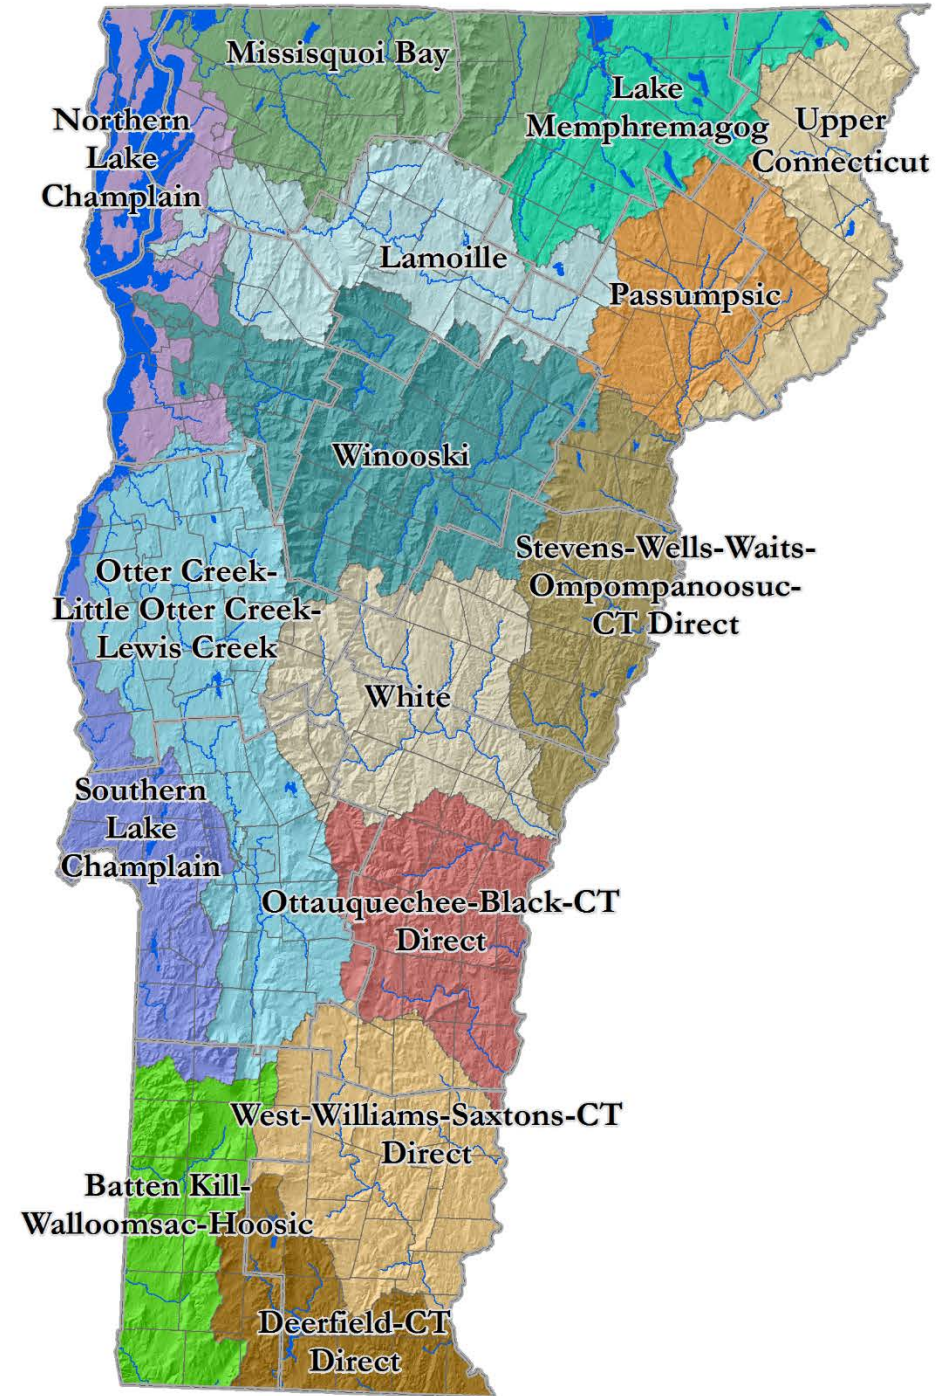 Missisquoi Bay
Lake
Memphremagog
Upper
Connecticut
Northern
Lake
Champlain
Lamoille
Passumpsic
Winooski
Stevens-Wells-Waits-
Ompompanoosuc-
CT Direct
Otter Creek-
Little Otter Creek-
Lewis Creek
White
Southern
Lake
Champlain
Ottauquechee-Black-CT
Direct
West-Williams-Saxtons-CT
Direct
Batten Kill-
Walloomsac-Hoosic
Deerfield-CT
Direct